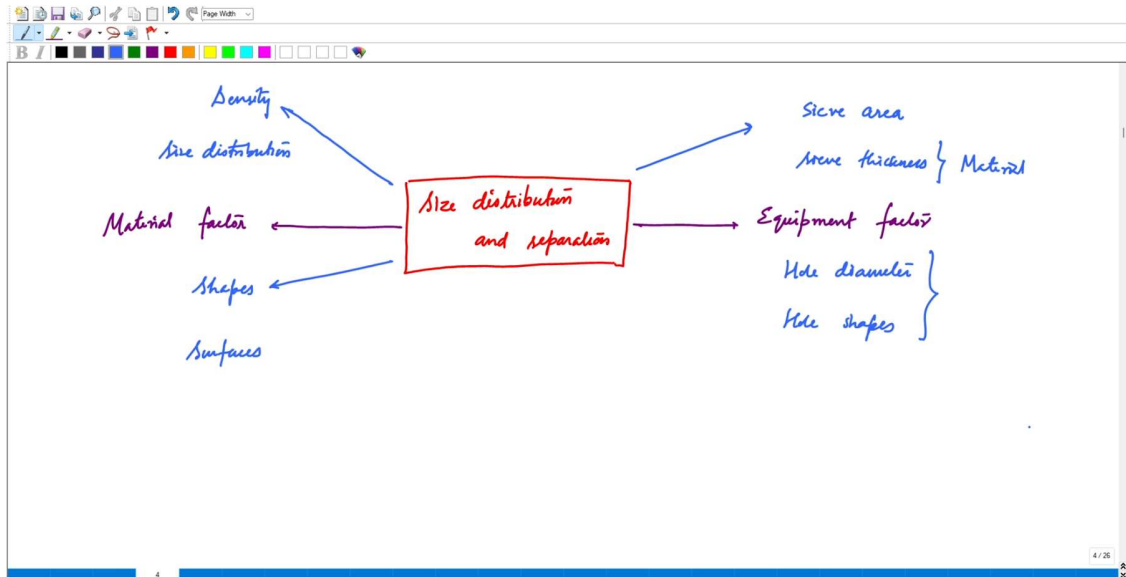 Page Width
B I
Density
Size distribution
Material factor
Shapes
Surfaces
Size distribution
and separation
Sieve area
Sieve thickness } Material
Equipment factor
Hole diameter
Hole shapes
4 / 26
4